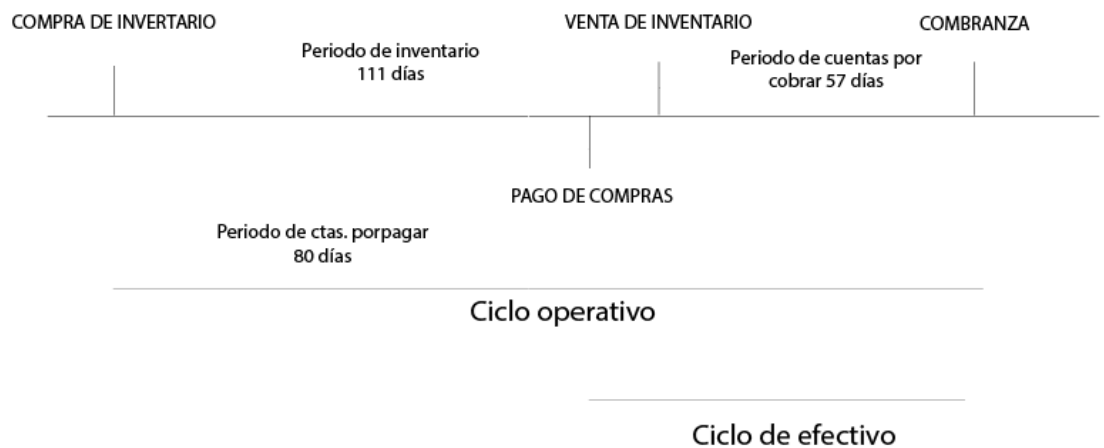 COMPRA DE INVERTARIO
VENTA DE INVENTARIO
COMBRANZA
Periodo de inventario
111 días
Periodo de cuentas por
cobrar 57 días
PAGO DE COMPRAS
Periodo de ctas. porpagar
80 días
Ciclo operativo
Ciclo de efectivo